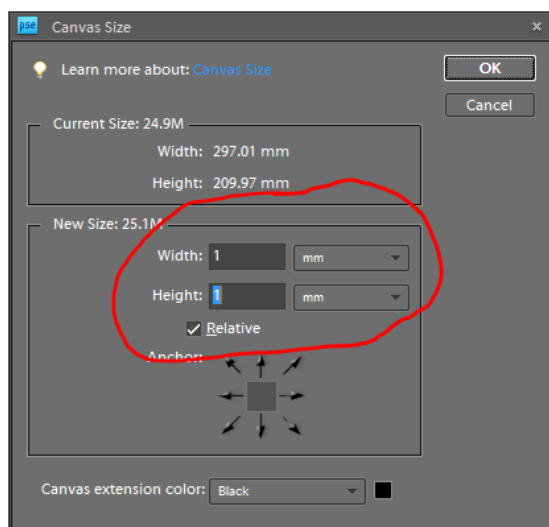 pse Canvas Size
Learn more about: Canvas Size
OK
Cancel
Current Size: 24.9M
Width: 297.01 mm
Height: 209.97 mm
New Size: 25.1M
Width: 1 mm
Height: 1 mm
Relative
Anchor:
Canvas extension color: Black